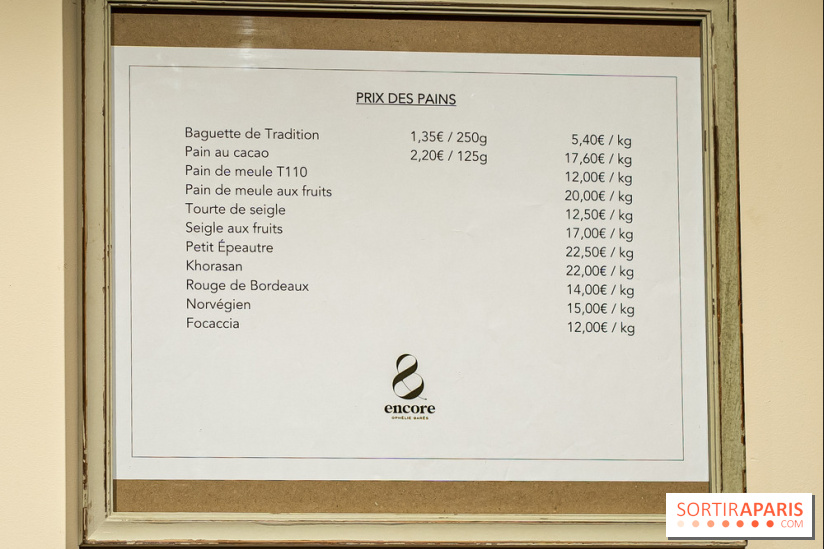 PRIX DES PAINS
Baguette de Tradition 1,35€ / 250g 5,40€ / kg
Pain au cacao 2,20€ / 125g 17,60€ / kg
Pain de meule T110 12,00€ / kg
Pain de meule aux fruits 20,00€ / kg
Tourte de seigle 12,50€ / kg
Seigle aux fruits 17,00€ / kg
Petit Épeautre 22,50€ / kg
Khorasan 22,00€ / kg
Rouge de Bordeaux 14,00€ / kg
Norvégien 15,00€ / kg
Focaccia 12,00€ / kg
&
encore
SORTIRAPARIS
.COM